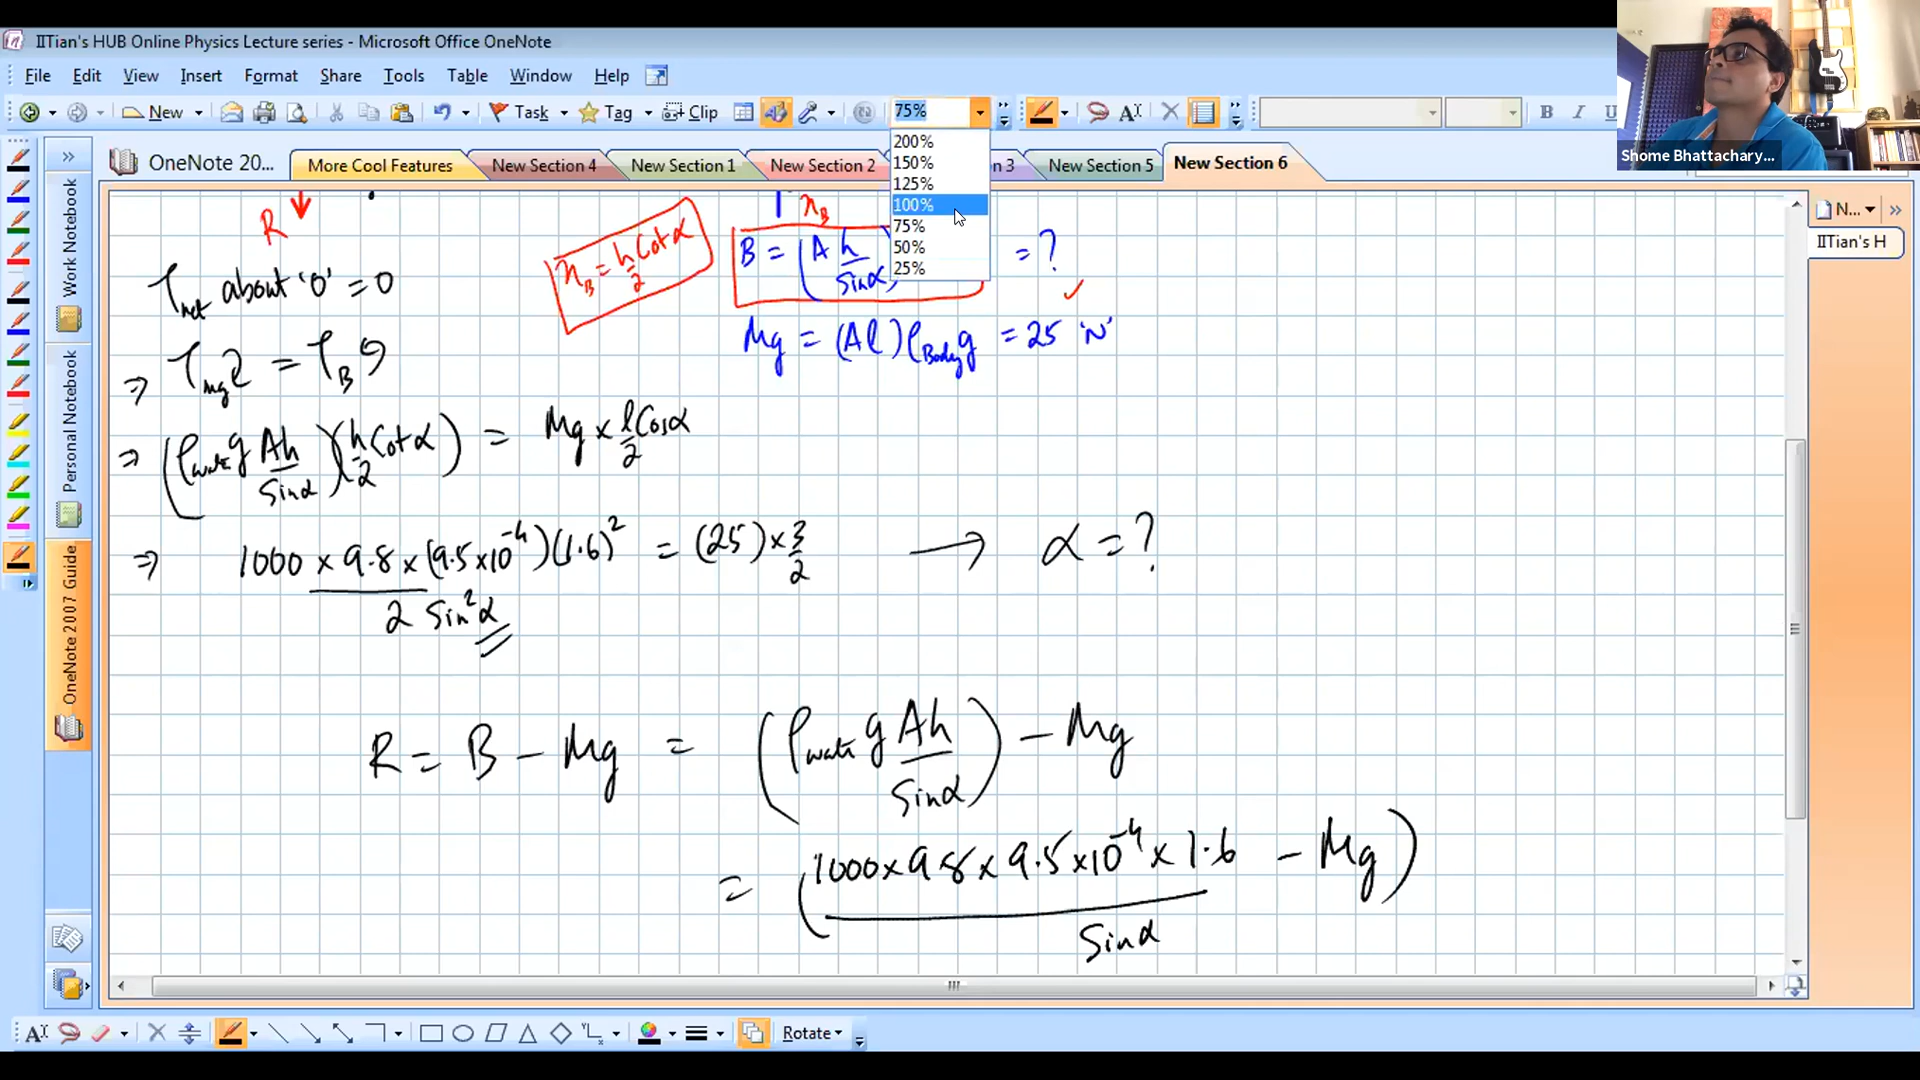 IITian's HUB Online Physics Lecture series - Microsoft Office OneNote
File Edit View Insert Format Share Tools Table Window Help
New Task Tag Clip 75% B I U
200%
150%
125%
100%
75%
50%
25%
Shome Bhattachary...
OneNote 20... More Cool Features New Section 4 New Section 1 New Section 2 n 3 New Section 5 New Section 6
N...
IITian's H
Work Notebook
Personal Notebook
OneNote 2007 Guide
R
x_B
x_B = h/2 Cotα
B = (A h/sinα = ?
τ_net about 'O' = 0
Mg = (Al) ρ_Body g = 25 'N'
⇒ τ_mg = τ_B
⇒ (ρ_water g Ah/sinα)(h/2 Cotα) = Mg × l/2 Cosα
⇒ 1000 × 9.8 × (9.5×10⁻⁴)(1.6)² / 2 Sin²α = (25) × 3/2 → α = ?
R = B − Mg = (ρ_water g Ah/Sinα) − Mg
= (1000 × 9.8 × 9.5×10⁻⁴ × 1.6 / Sinα − Mg)
Rotate